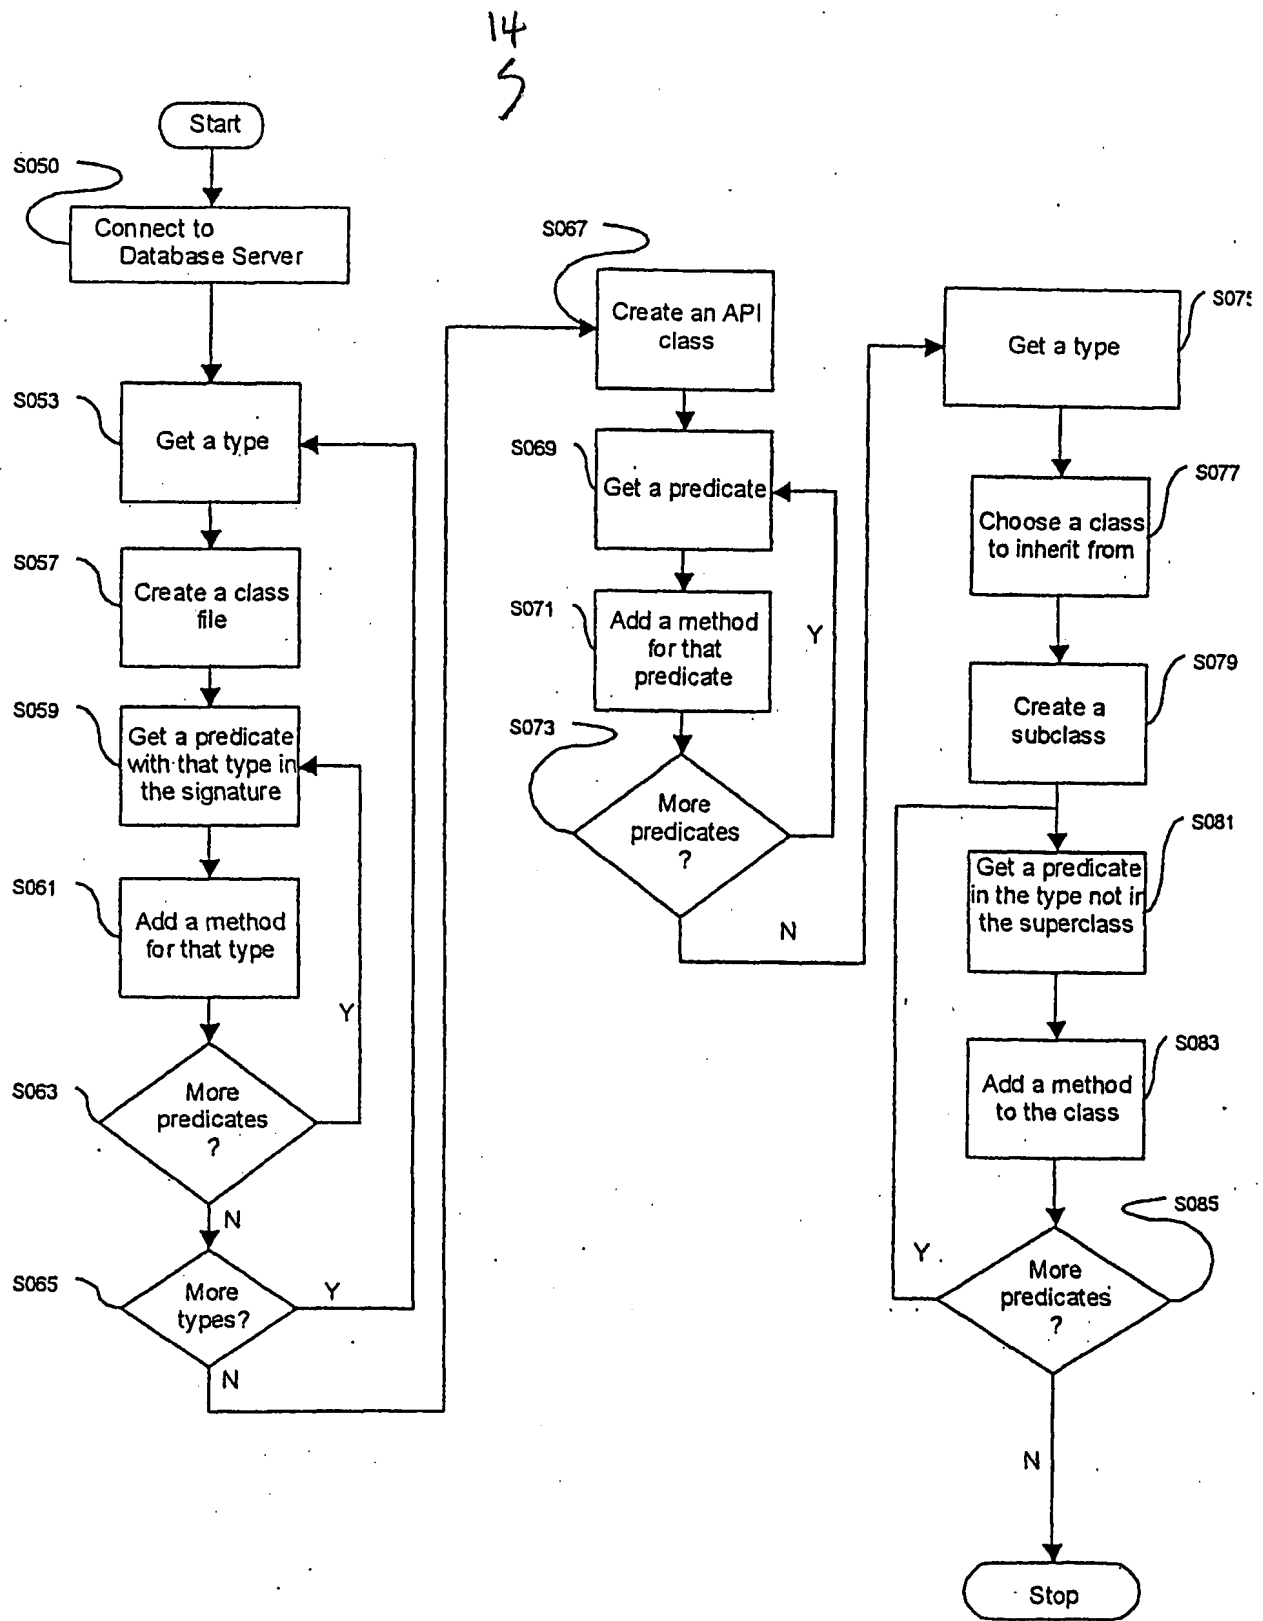 14
5
Start
S050
Connect to
Database Server
S053
Get a type
S057
Create a class
file
S059
Get a predicate
with that type in
the signature
S061
Add a method
for that type
Y
S063
More
predicates
?
N
S065
More
types?
Y
N
S067
Create an API
class
S069
Get a predicate
S071
Add a method
for that
predicate
Y
S073
More
predicates
?
N
S075
Get a type
S077
Choose a class
to inherit from
S079
Create a
subclass
S081
Get a predicate
in the type not in
the superclass
S083
Add a method
to the class
S085
Y
More
predicates
?
N
Stop